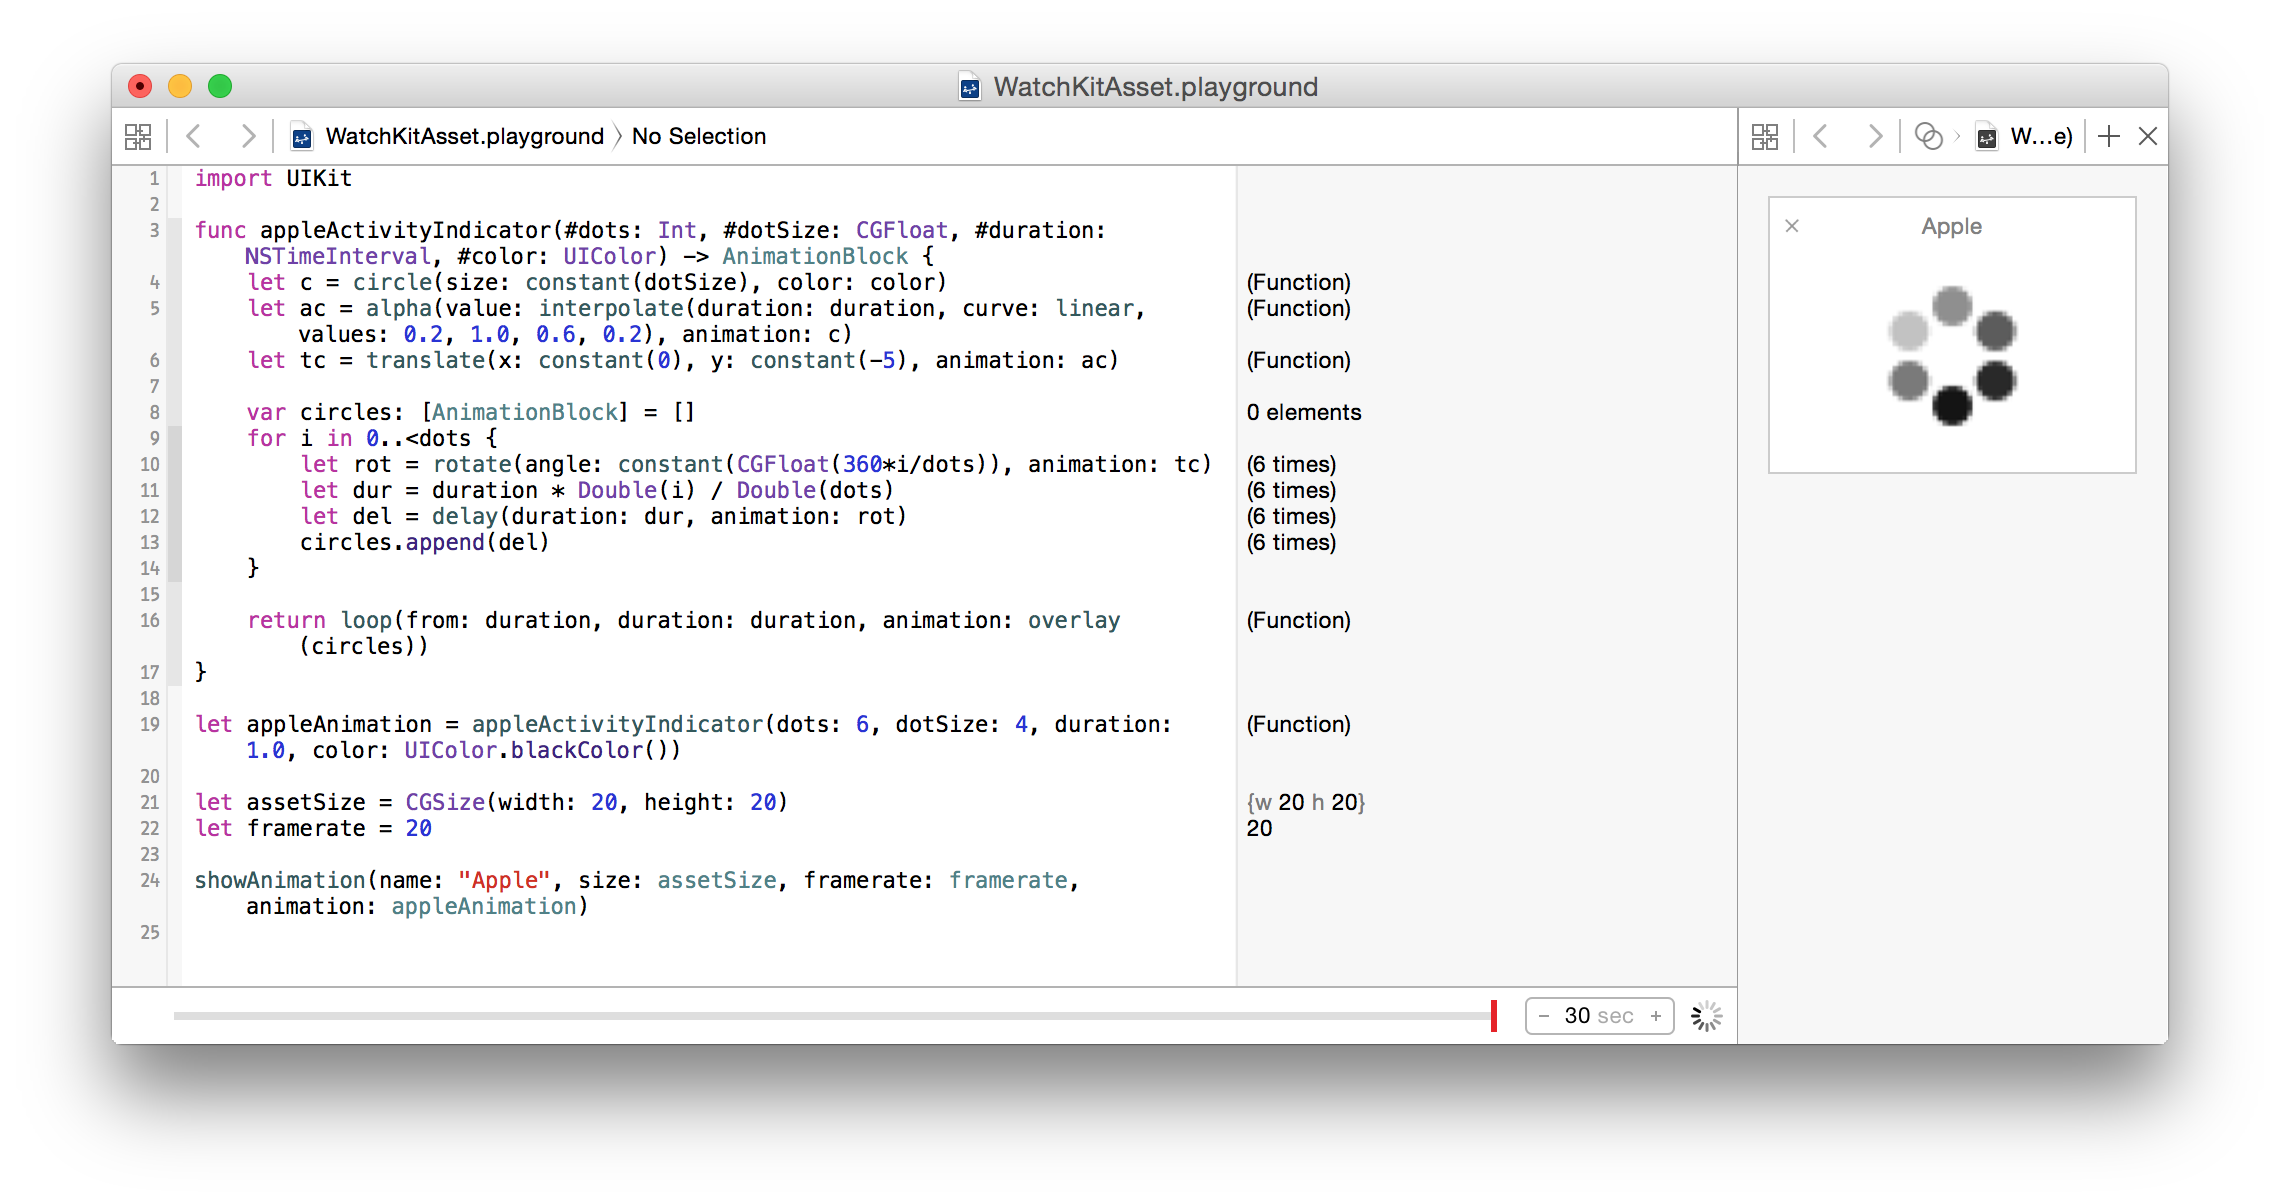 WatchKitAsset.playground
WatchKitAsset.playground No Selection
W...e)
1 import UIKit
2
3 func appleActivityIndicator(#dots: Int, #dotSize: CGFloat, #duration:
NSTimeInterval, #color: UIColor) -> AnimationBlock {
4 let c = circle(size: constant(dotSize), color: color) (Function)
5 let ac = alpha(value: interpolate(duration: duration, curve: linear, (Function)
values: 0.2, 1.0, 0.6, 0.2), animation: c)
6 let tc = translate(x: constant(0), y: constant(-5), animation: ac) (Function)
7
8 var circles: [AnimationBlock] = [] 0 elements
9 for i in 0..<dots {
10 let rot = rotate(angle: constant(CGFloat(360*i/dots)), animation: tc) (6 times)
11 let dur = duration * Double(i) / Double(dots) (6 times)
12 let del = delay(duration: dur, animation: rot) (6 times)
13 circles.append(del) (6 times)
14 }
15
16 return loop(from: duration, duration: duration, animation: overlay (Function)
(circles))
17 }
18
19 let appleAnimation = appleActivityIndicator(dots: 6, dotSize: 4, duration: (Function)
1.0, color: UIColor.blackColor())
20
21 let assetSize = CGSize(width: 20, height: 20) {w 20 h 20}
22 let framerate = 20 20
23
24 showAnimation(name: "Apple", size: assetSize, framerate: framerate,
animation: appleAnimation)
25
− 30 sec +
Apple